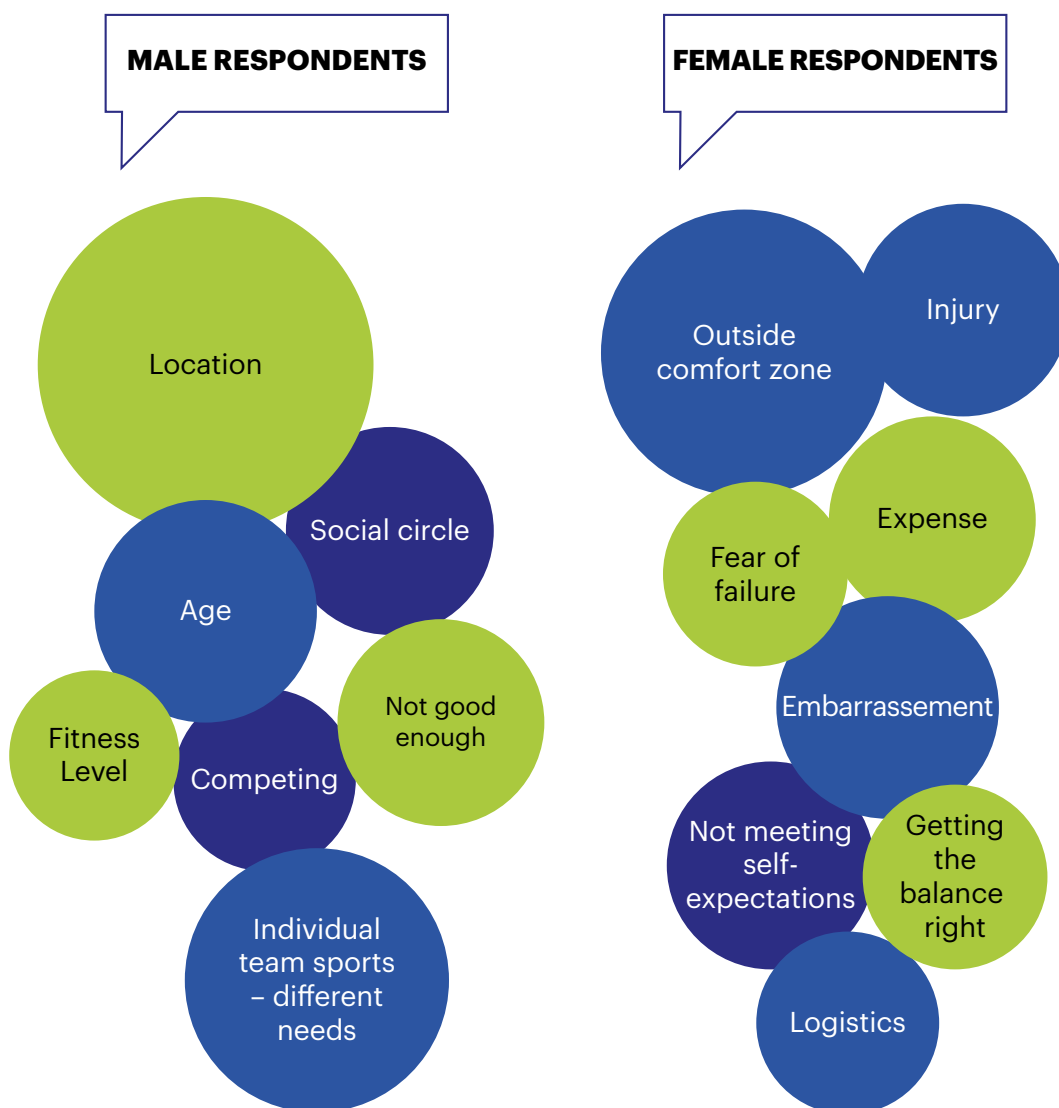 MALE RESPONDENTS
Location
Social circle
Age
Not good
enough
Fitness
Level
Competing
Individual
team sports
– different
needs
FEMALE RESPONDENTS
Outside
comfort zone
Injury
Expense
Fear of
failure
Embarrassement
Not meeting
self-
expectations
Getting
the
balance
right
Logistics